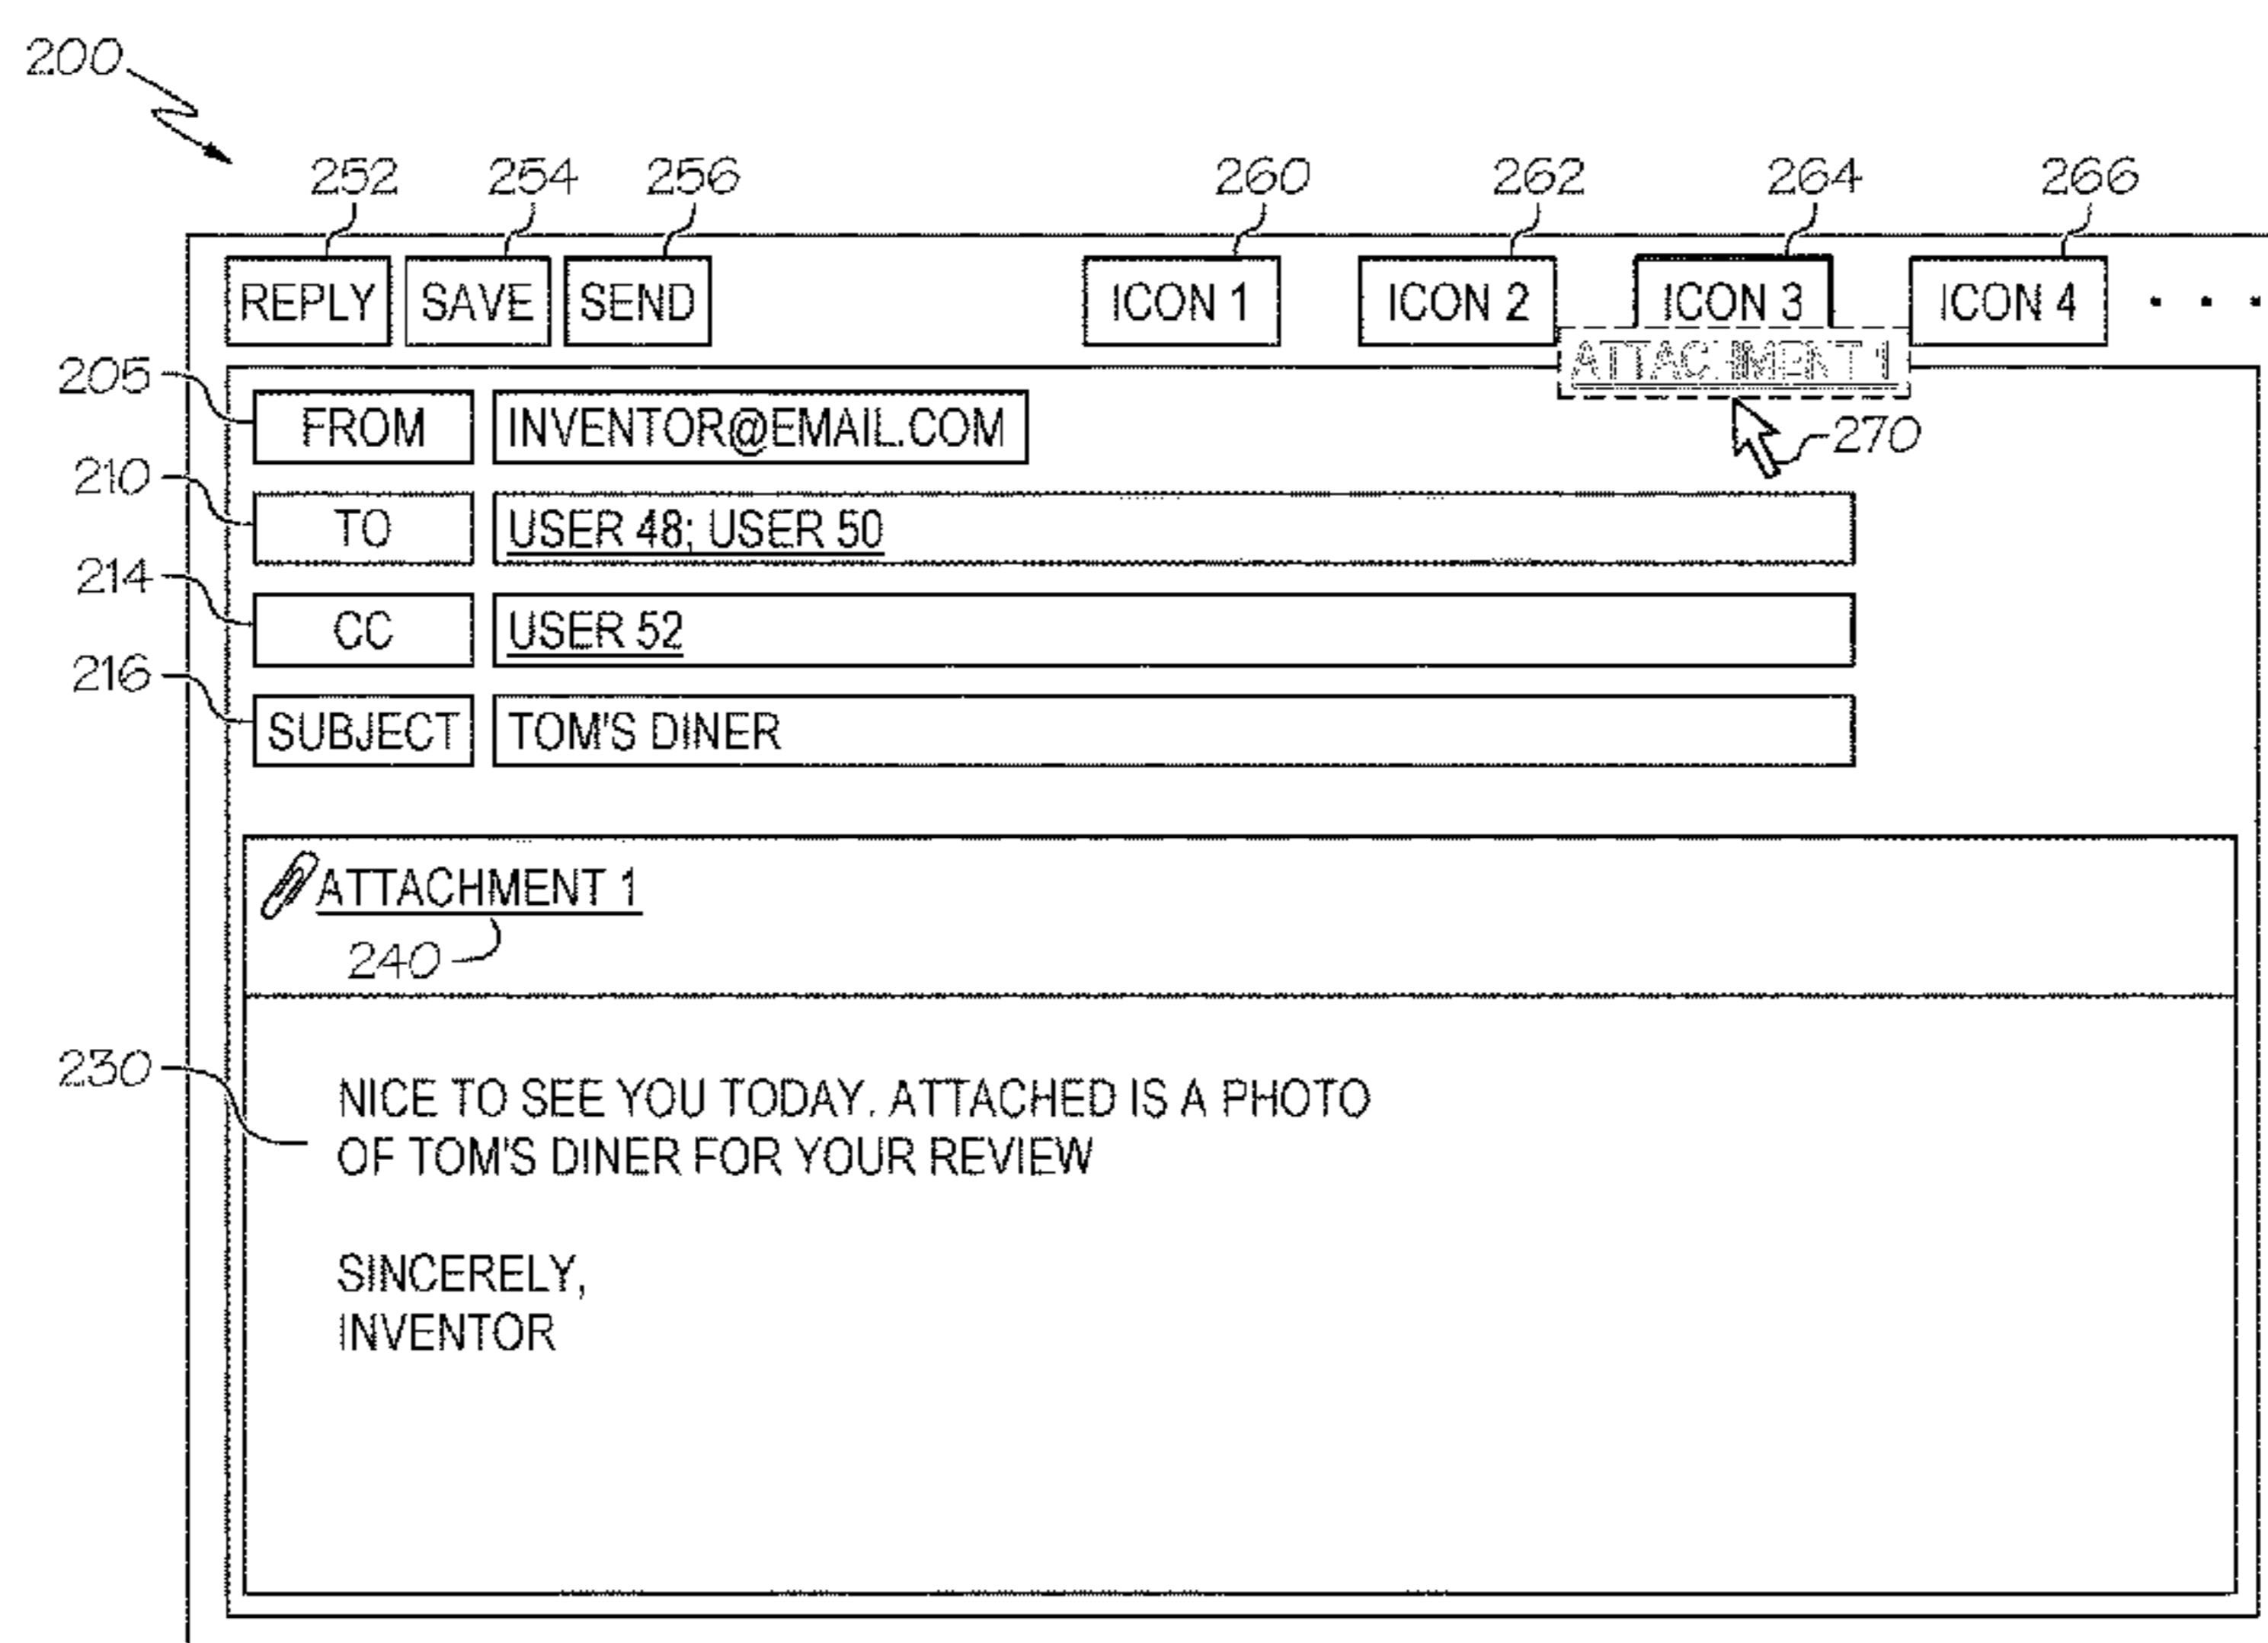 200
252 254 256 260 262 264 266
REPLY SAVE SEND ICON 1 ICON 2 ICON 3 ICON 4 . . .
ATTACHMENT 1
205 FROM INVENTOR@EMAIL.COM
270
210 TO USER 48; USER 50
214 CC USER 52
216 SUBJECT TOM'S DINER
ATTACHMENT 1
240
230
NICE TO SEE YOU TODAY. ATTACHED IS A PHOTO
OF TOM'S DINER FOR YOUR REVIEW
SINCERELY,
INVENTOR